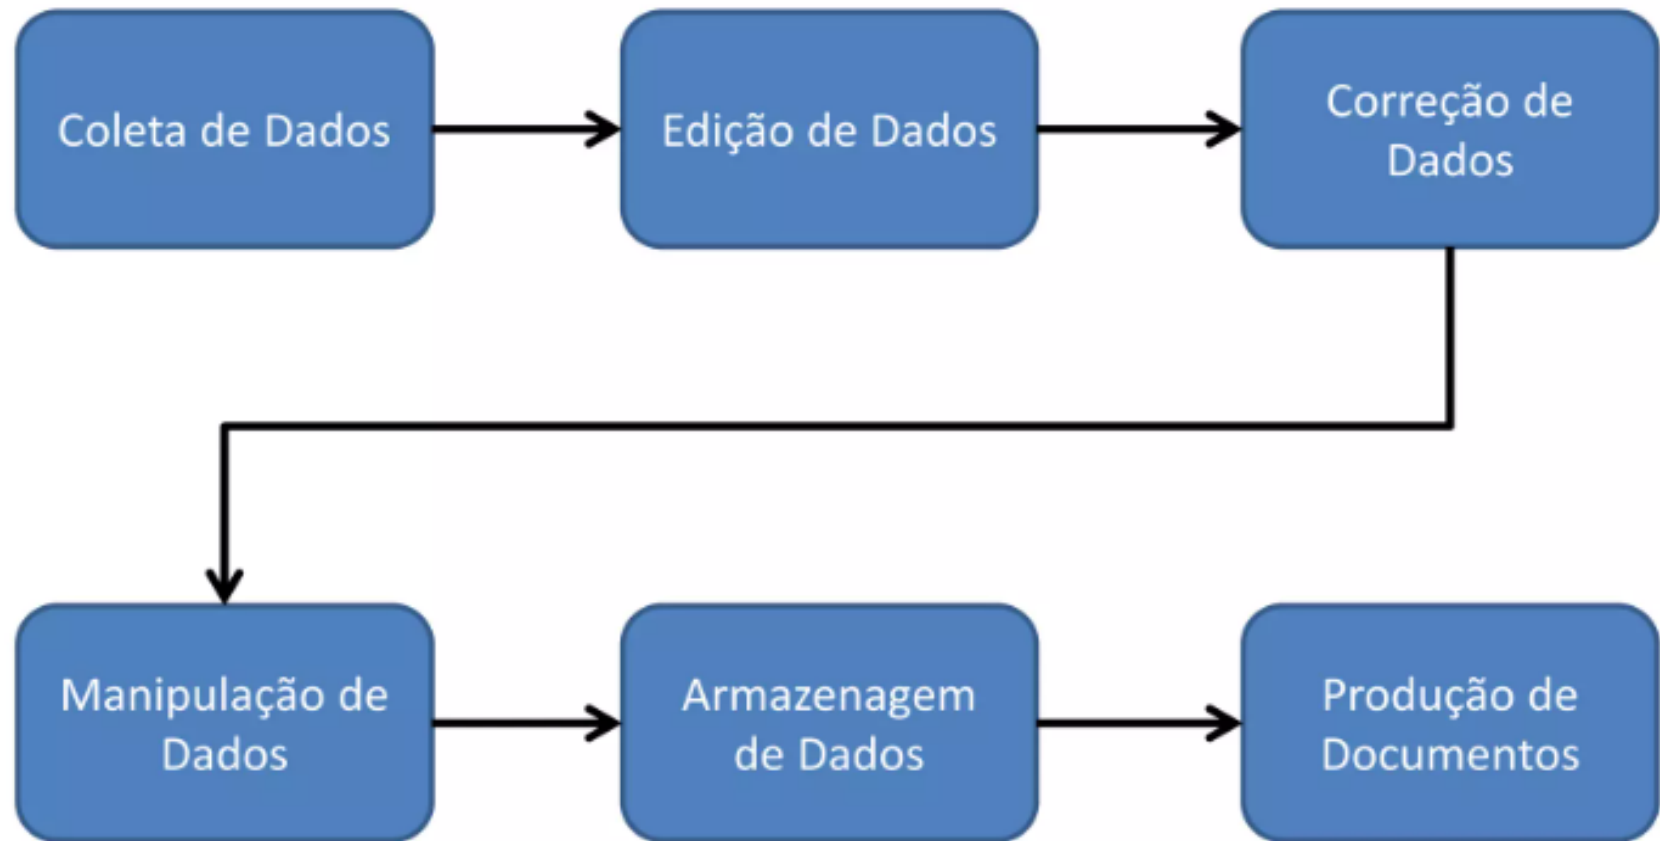 Coleta de Dados
Edição de Dados
Correção de
Dados
Manipulação de
Dados
Armazenagem
de Dados
Produção de
Documentos